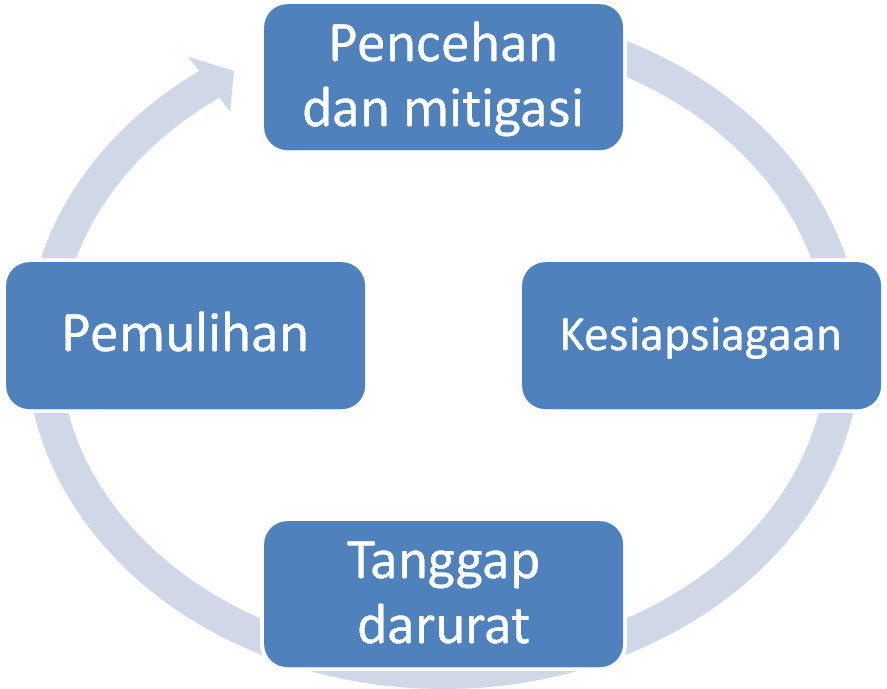 Pencehan
dan mitigasi
Kesiapsiagaan
Tanggap
darurat
Pemulihan